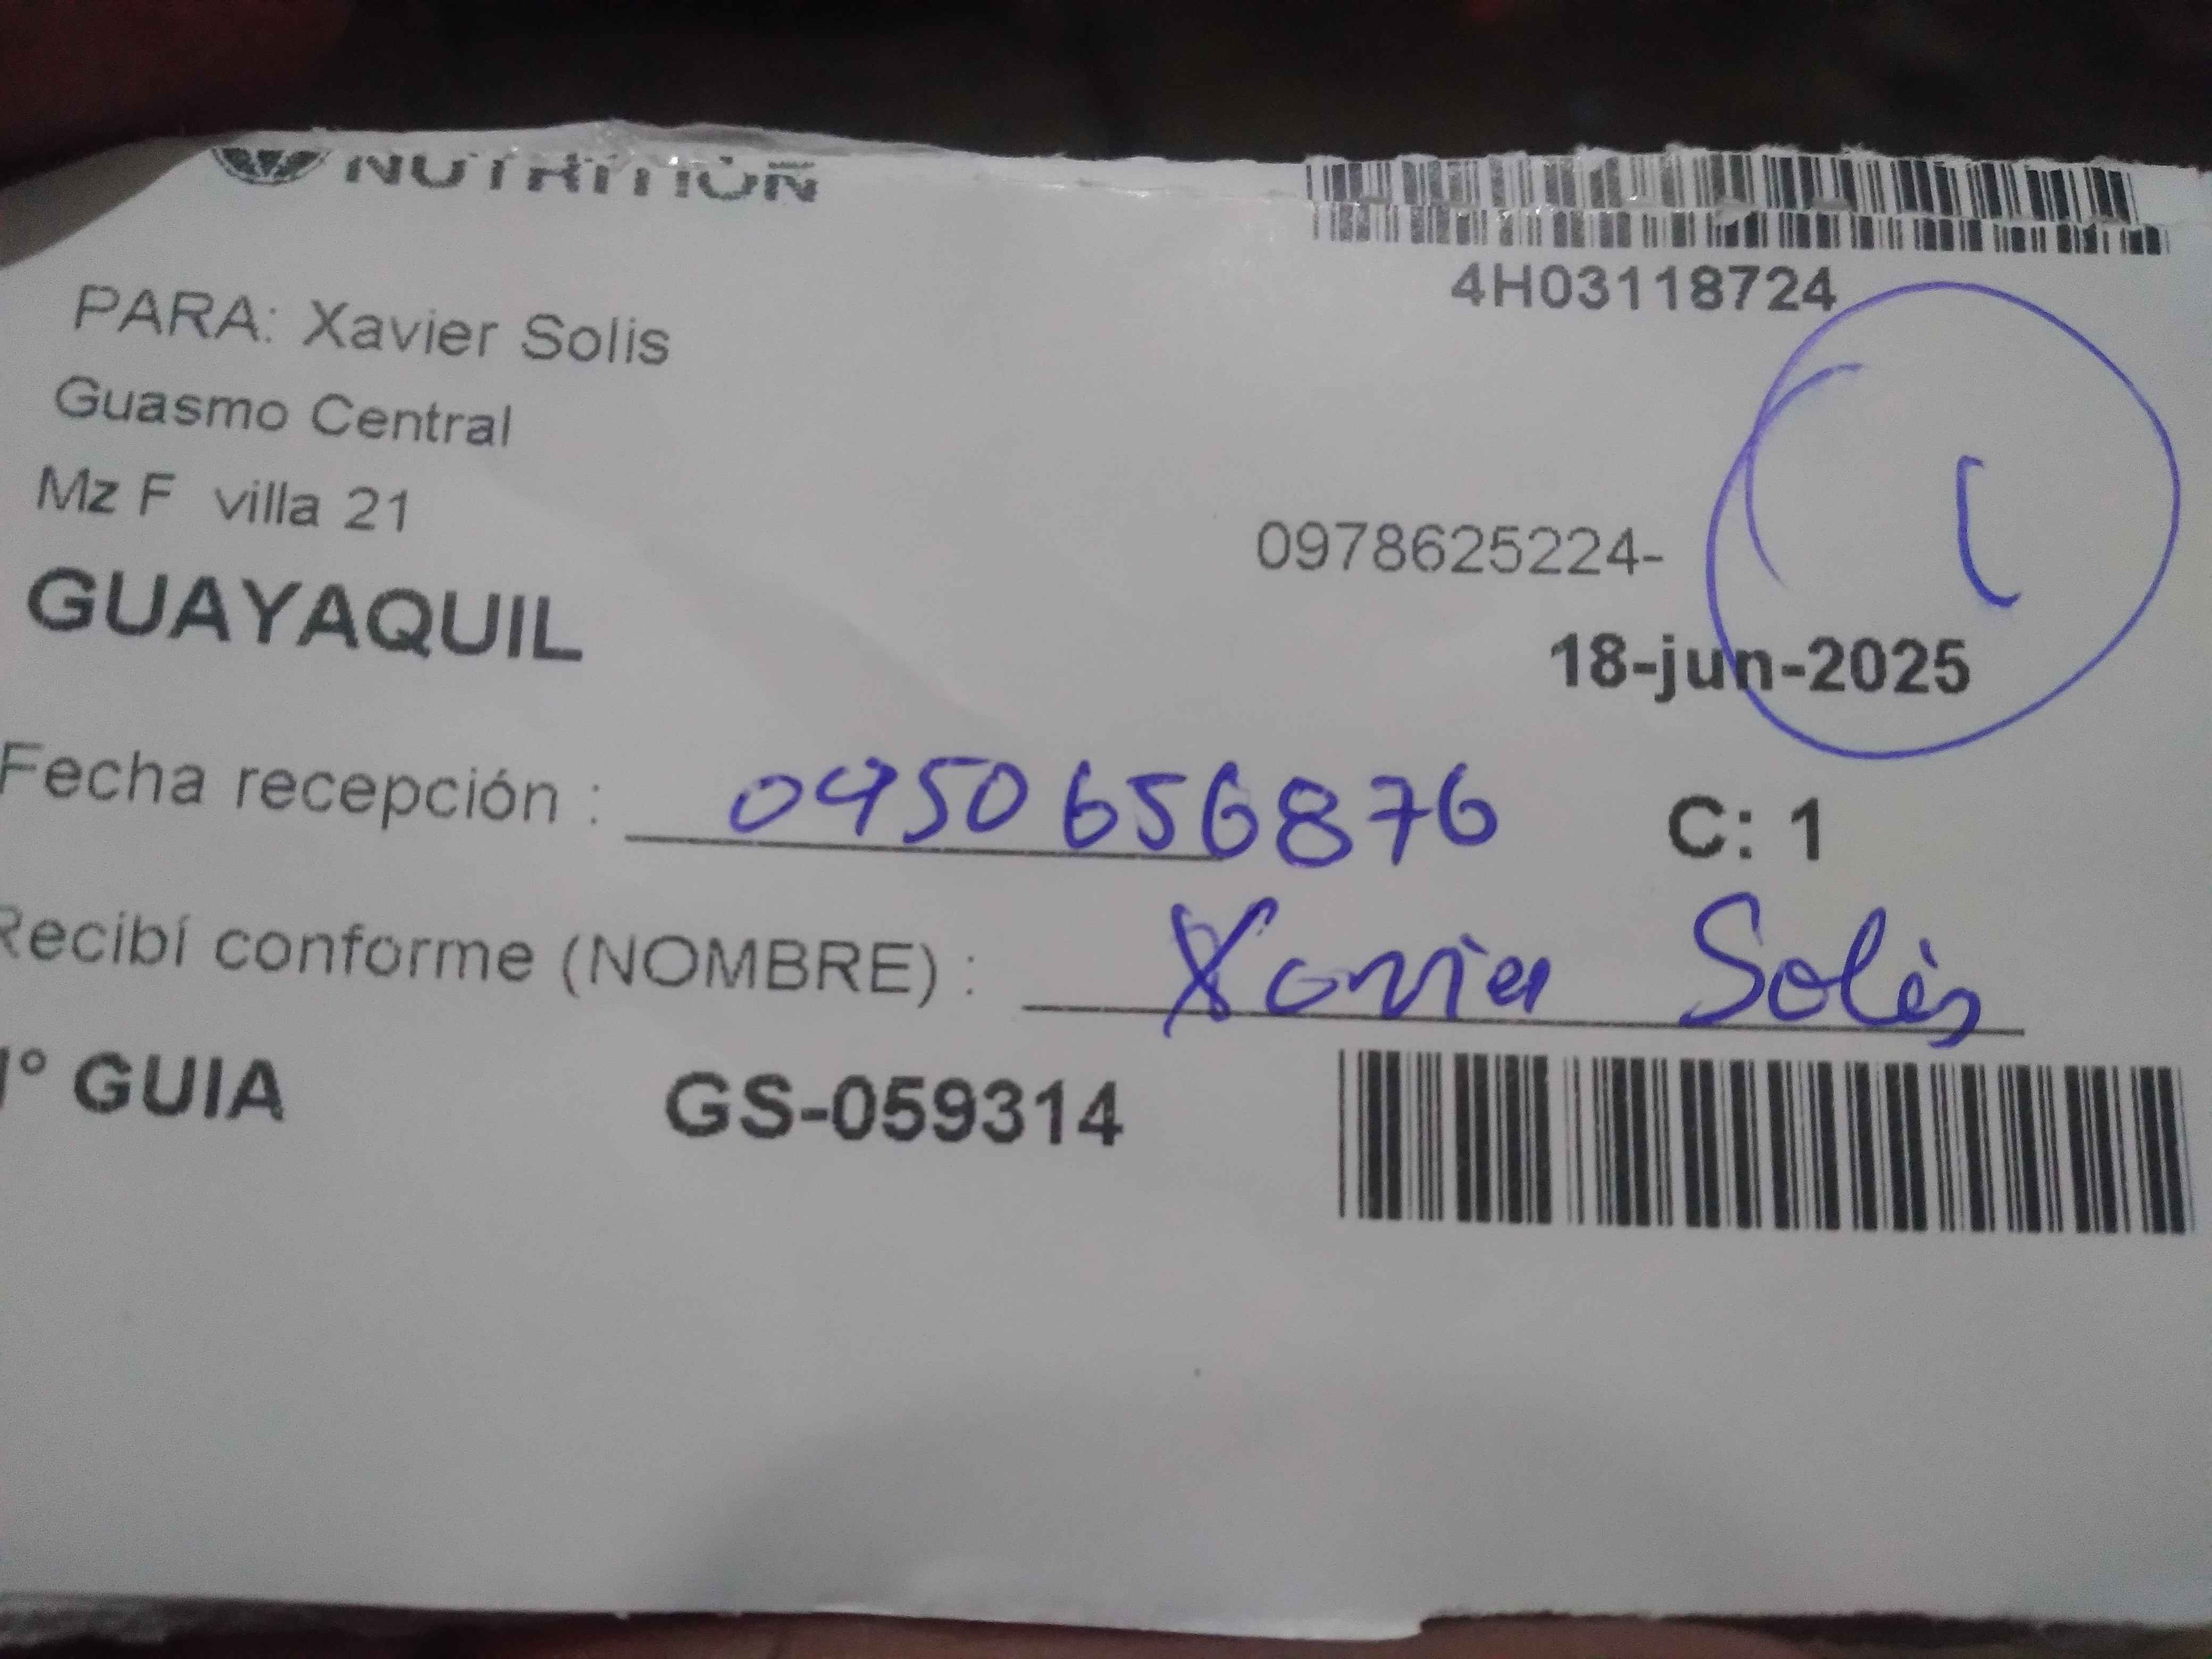 NUTRITION
4H03118724
PARA: Xavier Solis
Guasmo Central
Mz F villa 21
0978625224-
GUAYAQUIL
18-jun-2025
Fecha recepción : 0950656876 C: 1
Recibí conforme (NOMBRE) : Xavier Solis
N° GUIA GS-059314